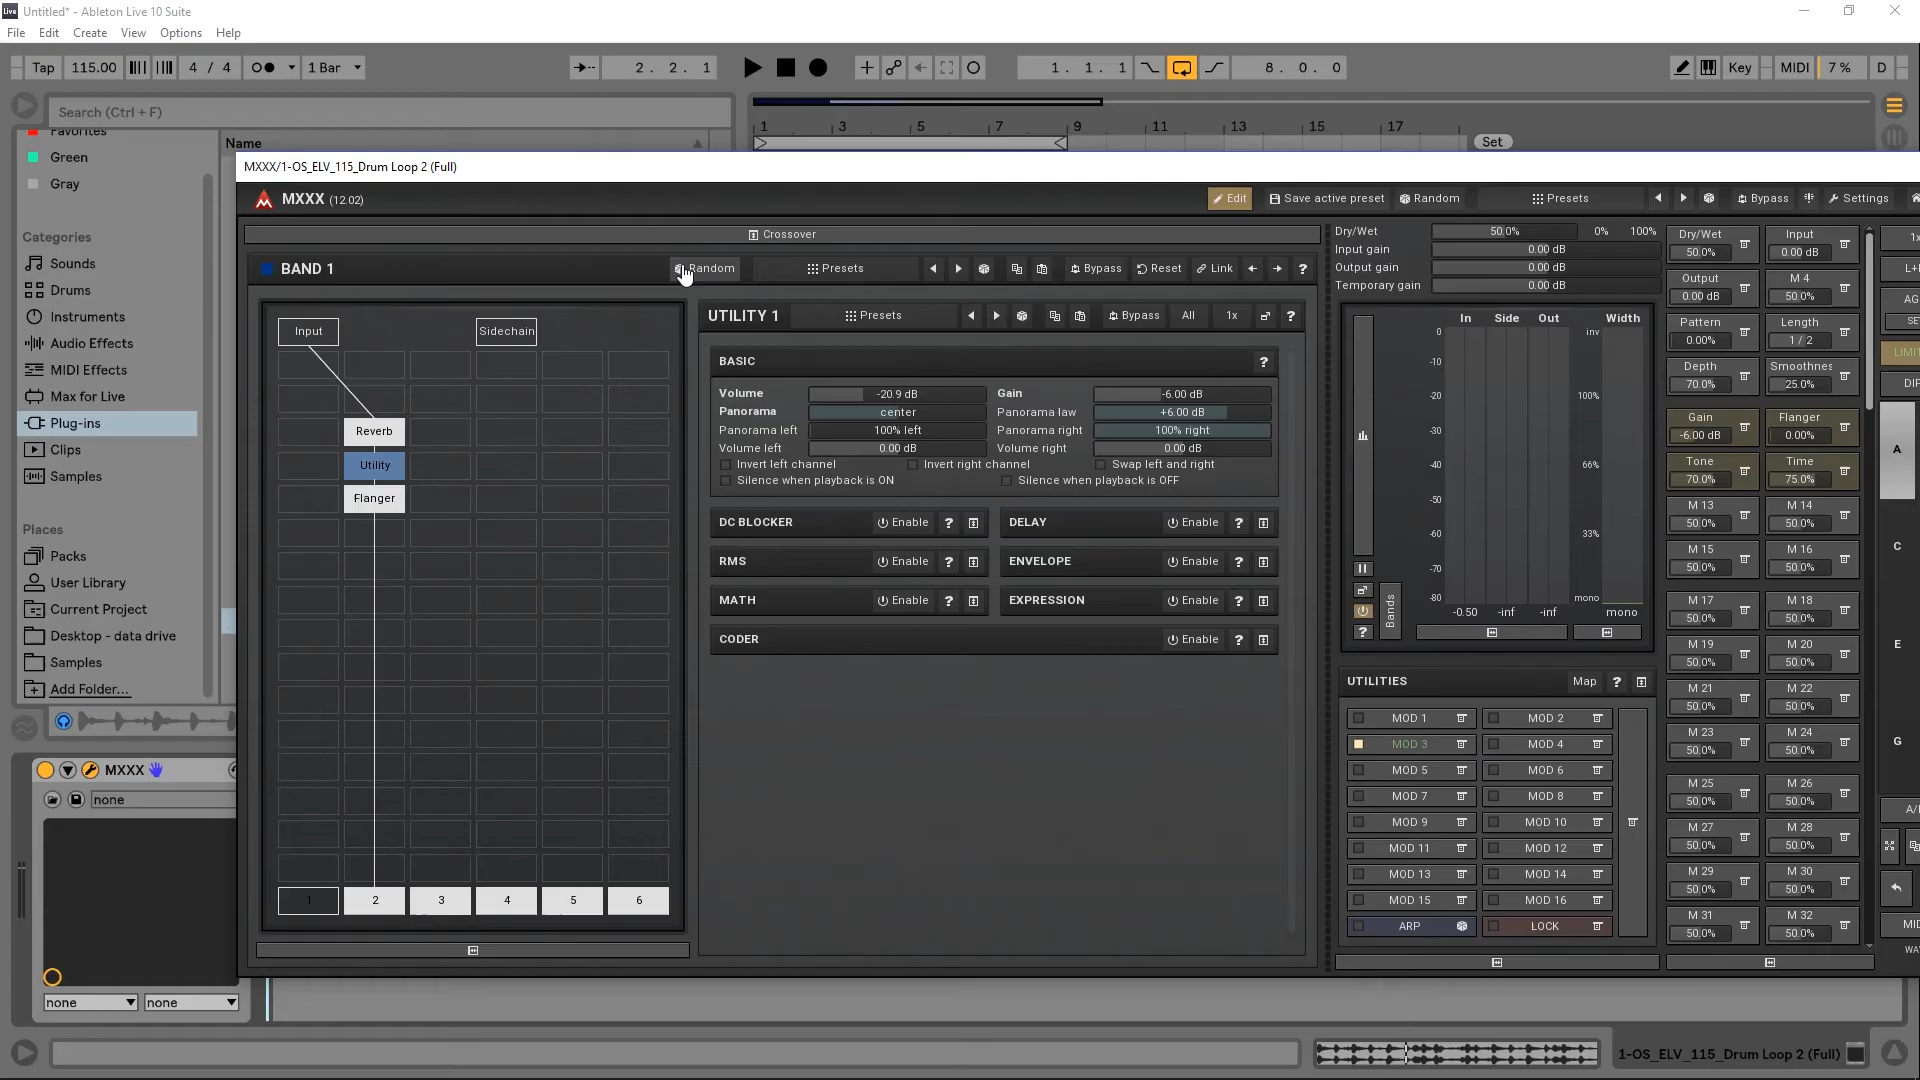 Untitled* - Ableton Live 10 Suite
File Edit Create View Options Help
Tap 115.00 4 / 4 1 Bar 2. 2. 1 1. 1. 1 8. 0. 0 Key MIDI 7 % D
Search (Ctrl + F)
Favorites
Green
Gray
Categories
Sounds
Drums
Instruments
Audio Effects
MIDI Effects
Max for Live
Plug-ins
Clips
Samples
Places
Packs
User Library
Current Project
Desktop - data drive
Samples
Add Folder...
Name
1 3 5 7 9 11 13 15 17
Set
MXXX/1-OS_ELV_115_Drum Loop 2 (Full)
MXXX (12.02) Edit Save active preset Random Presets Bypass Settings
Crossover
BAND 1 Random Presets Bypass Reset Link ?
Input Sidechain
Reverb
Utility
Flanger
1 2 3 4 5 6
UTILITY 1 Presets Bypass All 1x ?
BASIC ?
Volume -20.9 dB Gain -6.00 dB
Panorama center Panorama law +6.00 dB
Panorama left 100% left Panorama right 100% right
Volume left 0.00 dB Volume right 0.00 dB
Invert left channel Invert right channel Swap left and right
Silence when playback is ON Silence when playback is OFF
DC BLOCKER Enable ? DELAY Enable ?
RMS Enable ? ENVELOPE Enable ?
MATH Enable ? EXPRESSION Enable ?
CODER Enable ?
Dry/Wet 50.0% 0% 100%
Input gain 0.00 dB
Output gain 0.00 dB
Temporary gain 0.00 dB
In Side Out Width
0 inv
-10
-20 100%
-30
-40 66%
-50
-60 33%
-70
-80 mono
-0.50 -inf -inf mono
Bands
?
UTILITIES Map ?
MOD 1 MOD 2
MOD 3 MOD 4
MOD 5 MOD 6
MOD 7 MOD 8
MOD 9 MOD 10
MOD 11 MOD 12
MOD 13 MOD 14
MOD 15 MOD 16
ARP LOCK
Dry/Wet Input
50.0% 0.00 dB
Output M 4
0.00 dB 50.0%
Pattern Length
0.00% 1 / 2
Depth Smoothnes
70.0% 25.0%
Gain Flanger
-6.00 dB 0.00%
Tone Time
70.0% 75.0%
M 13 M 14
50.0% 50.0%
M 15 M 16
50.0% 50.0%
M 17 M 18
50.0% 50.0%
M 19 M 20
50.0% 50.0%
M 21 M 22
50.0% 50.0%
M 23 M 24
50.0% 50.0%
M 25 M 26
50.0% 50.0%
M 27 M 28
50.0% 50.0%
M 29 M 30
50.0% 50.0%
M 31 M 32
50.0% 50.0%
1x
L+
AG
SE
LIMIT
DIF
A
C
E
G
A/
MID
WA
MXXX
none
none none
1-OS_ELV_115_Drum Loop 2 (Full)